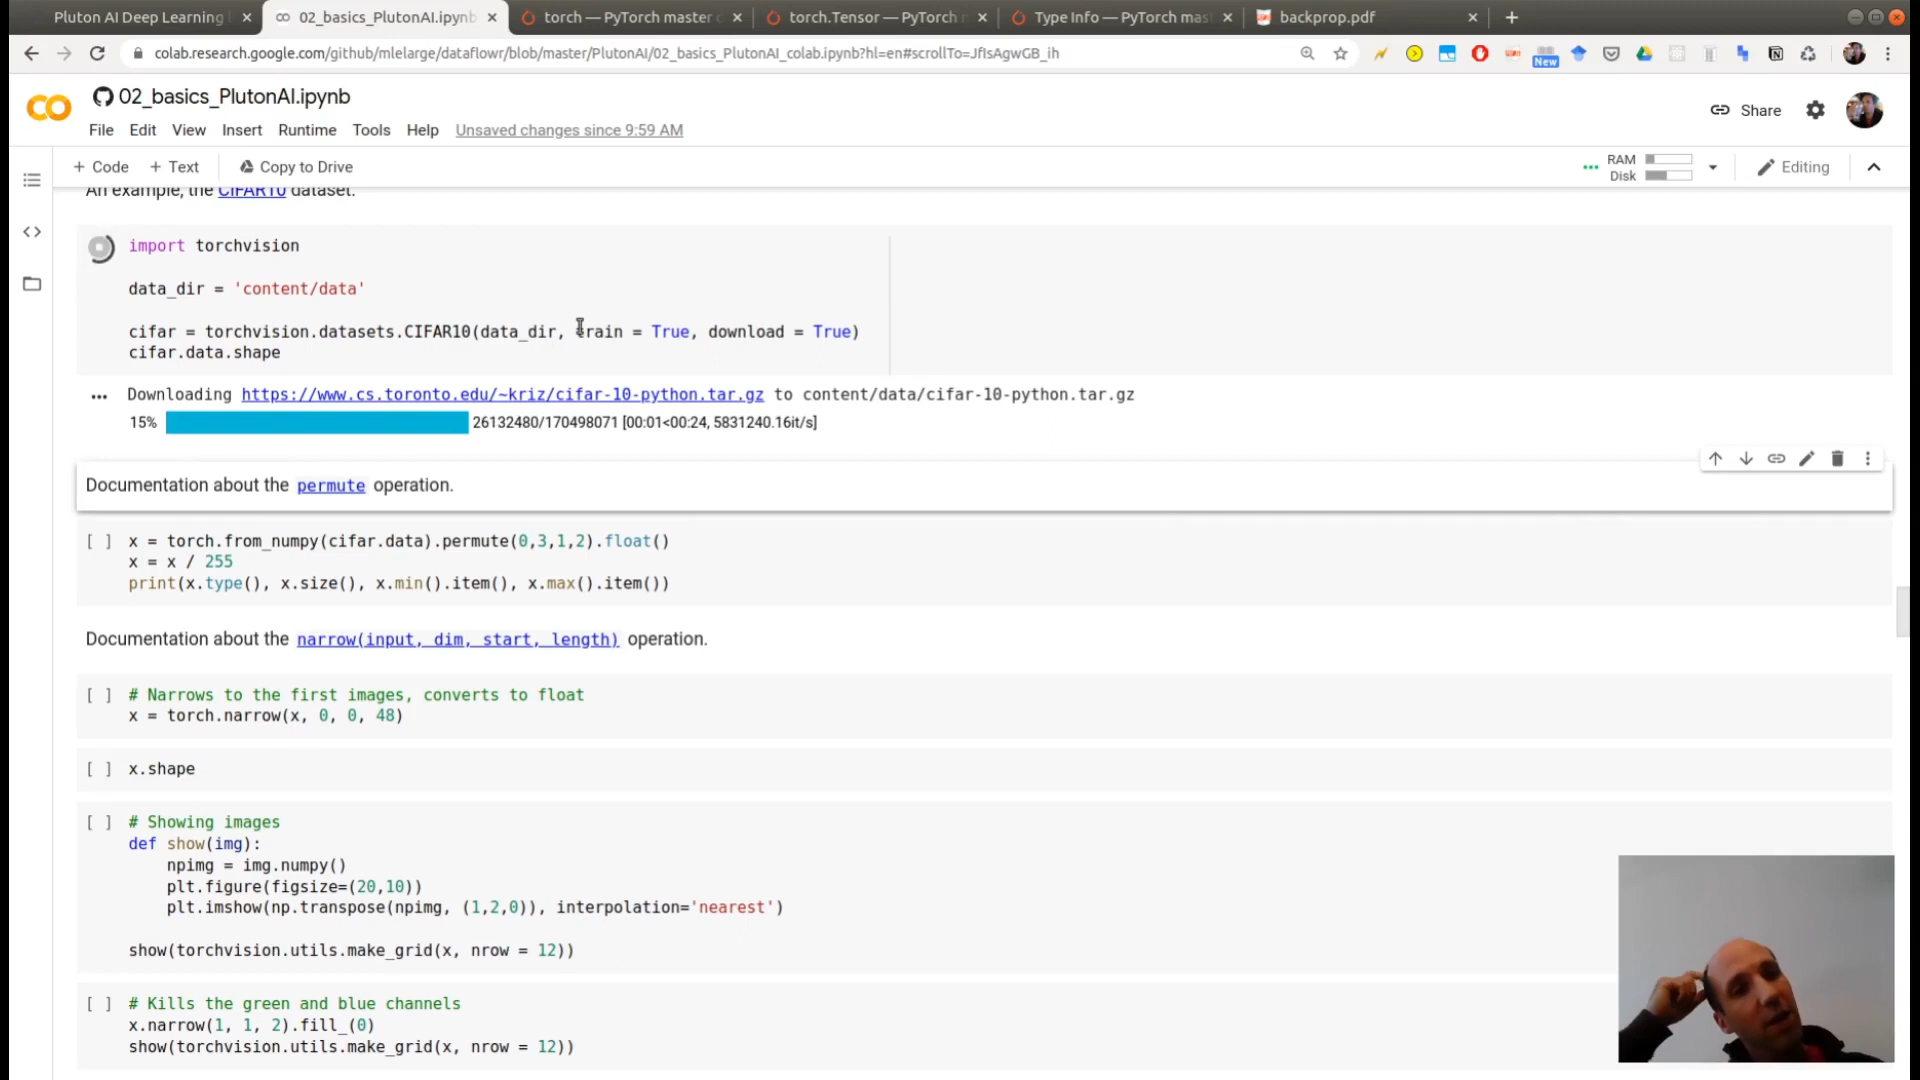 Pluton AI Deep Learning
02_basics_PlutonAI.ipynb
torch — PyTorch master
torch.Tensor — PyTorch
Type Info — PyTorch mas
backprop.pdf
colab.research.google.com/github/mlelarge/dataflowr/blob/master/PlutonAI/02_basics_PlutonAI_colab.ipynb?hl=en#scrollTo=JfIsAgwGB_ih
New
02_basics_PlutonAI.ipynb
Share
File Edit View Insert Runtime Tools Help Unsaved changes since 9:59 AM
+ Code + Text Copy to Drive
RAM
Disk
Editing
An example, the CIFAR10 dataset.
import torchvision
data_dir = 'content/data'
cifar = torchvision.datasets.CIFAR10(data_dir, train = True, download = True)
cifar.data.shape
Downloading https://www.cs.toronto.edu/~kriz/cifar-10-python.tar.gz to content/data/cifar-10-python.tar.gz
15% 26132480/170498071 [00:01<00:24, 5831240.16it/s]
Documentation about the permute operation.
[ ] x = torch.from_numpy(cifar.data).permute(0,3,1,2).float()
x = x / 255
print(x.type(), x.size(), x.min().item(), x.max().item())
Documentation about the narrow(input, dim, start, length) operation.
[ ] # Narrows to the first images, converts to float
x = torch.narrow(x, 0, 0, 48)
[ ] x.shape
[ ] # Showing images
def show(img):
npimg = img.numpy()
plt.figure(figsize=(20,10))
plt.imshow(np.transpose(npimg, (1,2,0)), interpolation='nearest')
show(torchvision.utils.make_grid(x, nrow = 12))
[ ] # Kills the green and blue channels
x.narrow(1, 1, 2).fill_(0)
show(torchvision.utils.make_grid(x, nrow = 12))